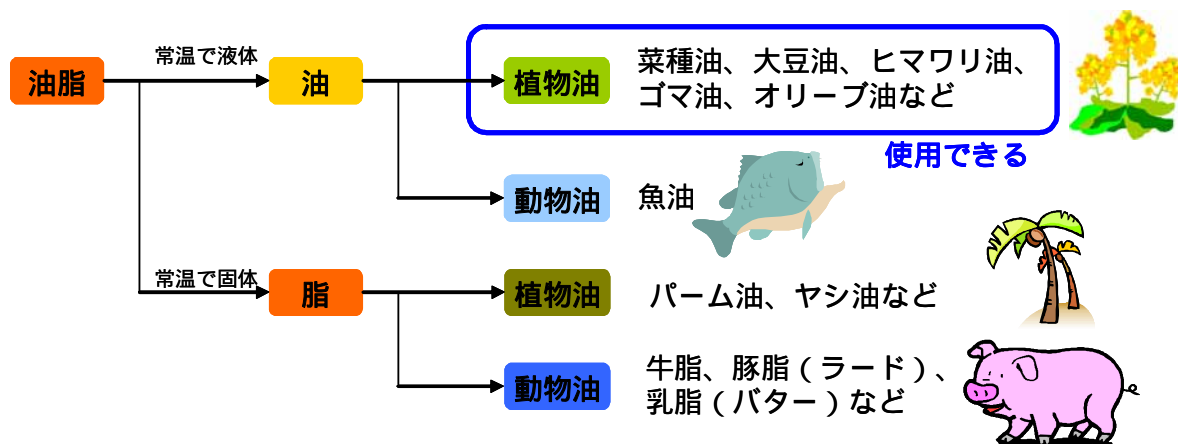 油脂
常温で液体
油
植物油
菜種油、大豆油、ヒマワリ油、
ゴマ油、オリーブ油など
使用できる
動物油
魚油
常温で固体
脂
植物油
パーム油、ヤシ油など
動物油
牛脂、豚脂（ラード）、
乳脂（バター）など